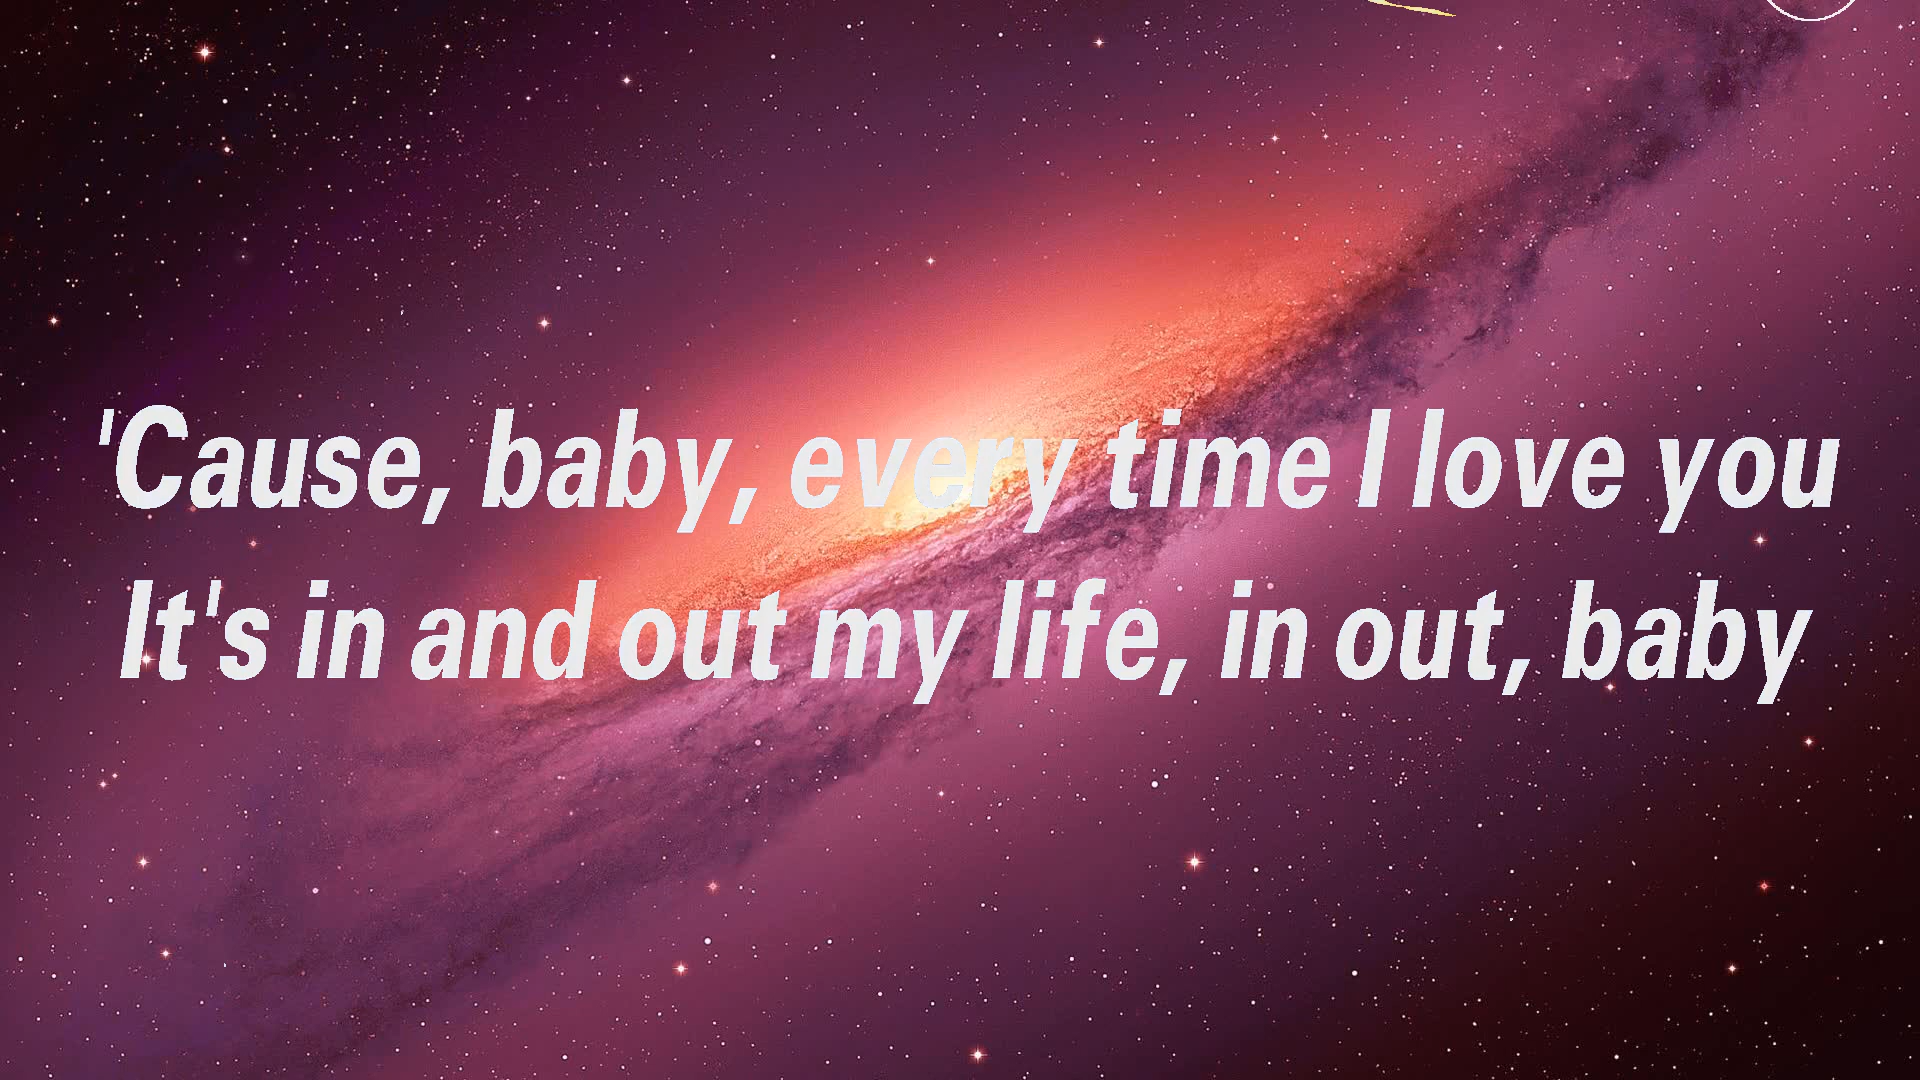 'Cause, baby, every time I love you
It's in and out my life, in out, baby